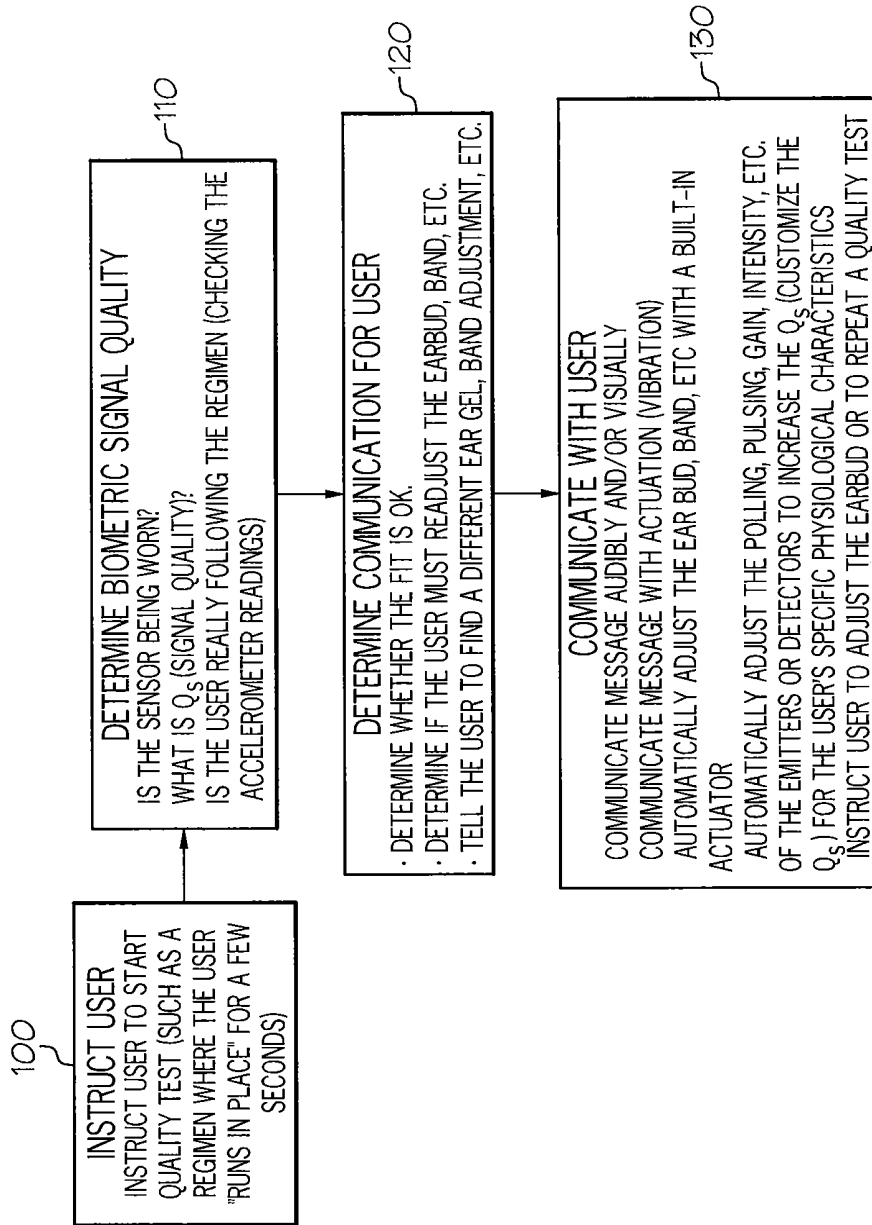 100
INSTRUCT USER
INSTRUCT USER TO START
QUALITY TEST (SUCH AS A
REGIMEN WHERE THE USER
"RUNS IN PLACE" FOR A FEW
SECONDS)
110
DETERMINE BIOMETRIC SIGNAL QUALITY
IS THE SENSOR BEING WORN?
WHAT IS QS (SIGNAL QUALITY)?
IS THE USER REALLY FOLLOWING THE REGIMEN (CHECKING THE
ACCELEROMETER READINGS)
120
DETERMINE COMMUNICATION FOR USER
· DETERMINE WHETHER THE FIT IS OK.
· DETERMINE IF THE USER MUST READJUST THE EARBUD, BAND, ETC.
· TELL THE USER TO FIND A DIFFERENT EAR GEL, BAND ADJUSTMENT, ETC.
130
COMMUNICATE WITH USER
COMMUNICATE MESSAGE AUDIBLY AND/OR VISUALLY
COMMUNICATE MESSAGE WITH ACTUATION (VIBRATION)
AUTOMATICALLY ADJUST THE EAR BUD, BAND, ETC WITH A BUILT-IN
ACTUATOR
AUTOMATICALLY ADJUST THE POLLING, PULSING, GAIN, INTENSITY, ETC.
OF THE EMITTERS OR DETECTORS TO INCREASE THE QS (CUSTOMIZE THE
QS) FOR THE USER'S SPECIFIC PHYSIOLOGICAL CHARACTERISTICS
INSTRUCT USER TO ADJUST THE EARBUD OR TO REPEAT A QUALITY TEST